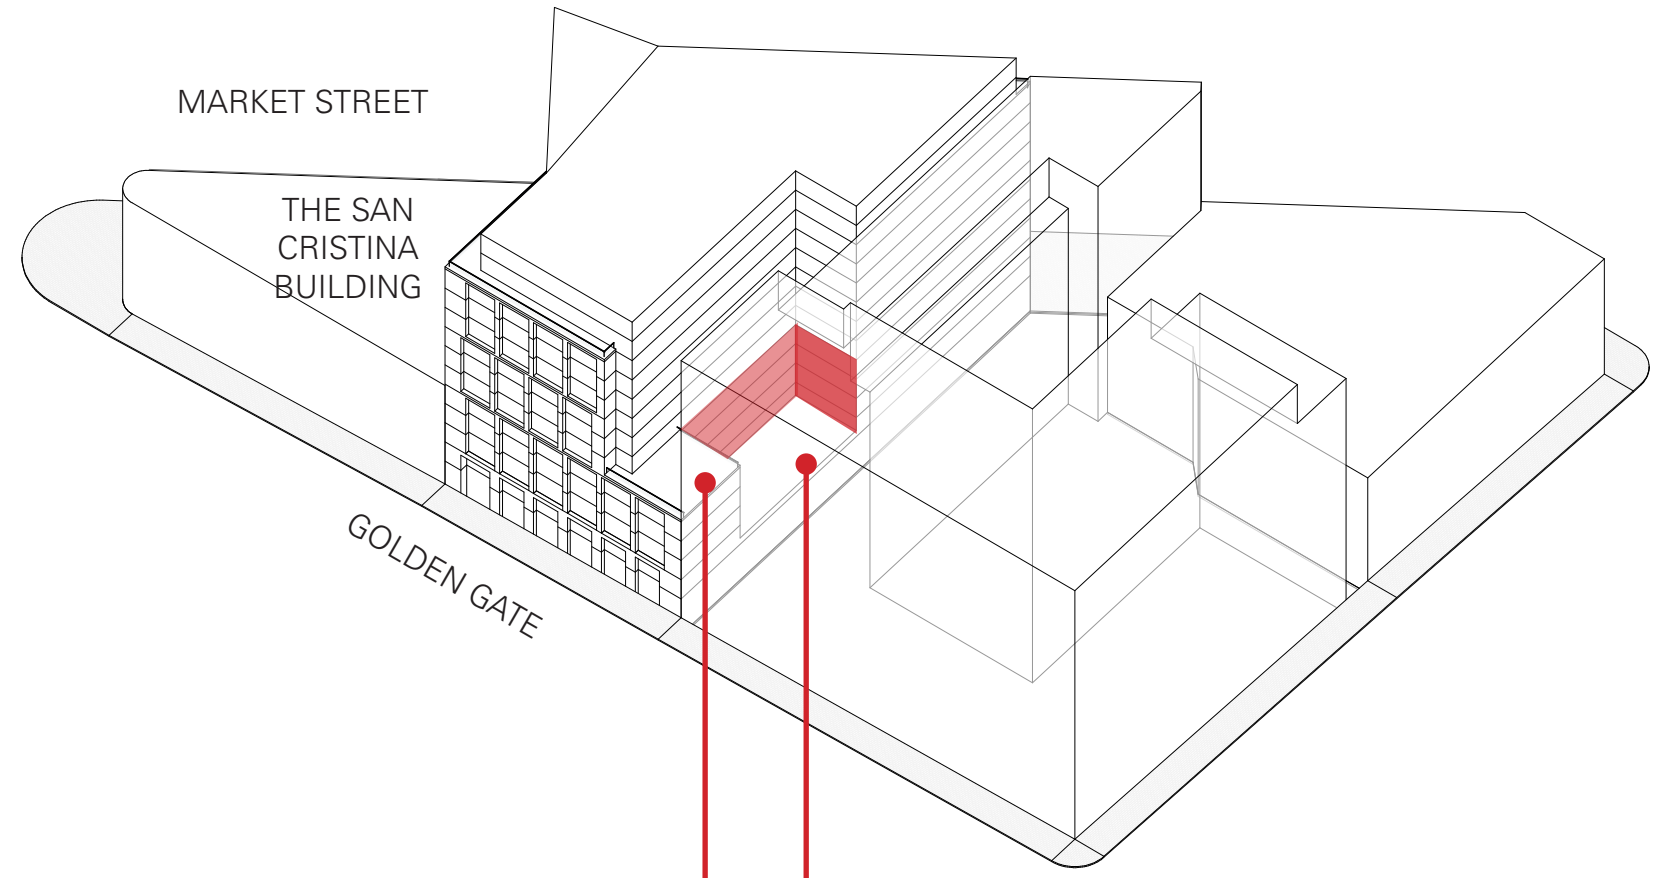 MARKET STREET
THE SAN
CRISTINA
BUILDING
GOLDEN GATE